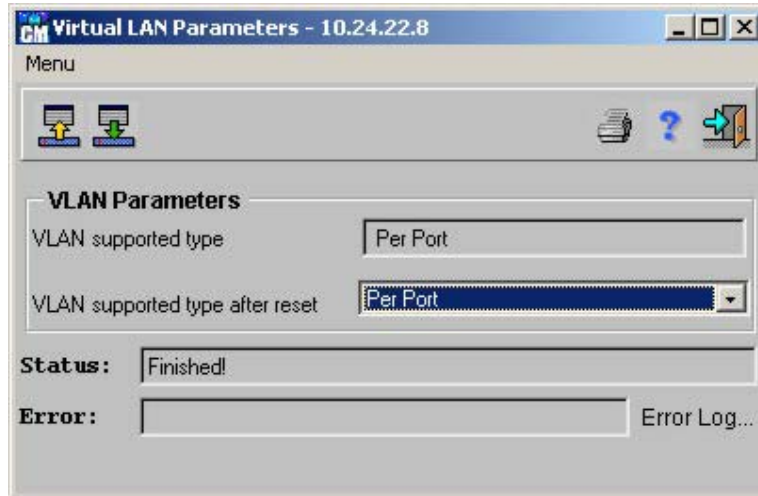 CM Virtual LAN Parameters - 10.24.22.8
Menu
?
VLAN Parameters
VLAN supported type Per Port
VLAN supported type after reset Per Port
Status: Finished!
Error: Error Log...